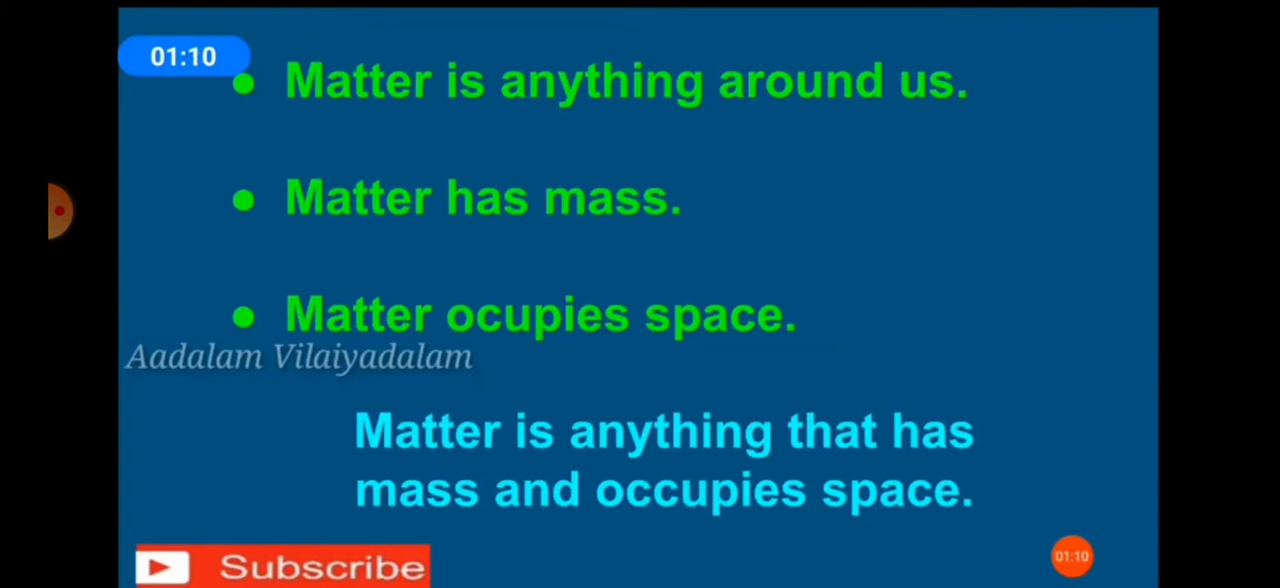 01:10
Matter is anything around us.
Matter has mass.
Matter ocupies space.
Aadalam Vilaiyadalam
Matter is anything that has
mass and occupies space.
Subscribe
01:10